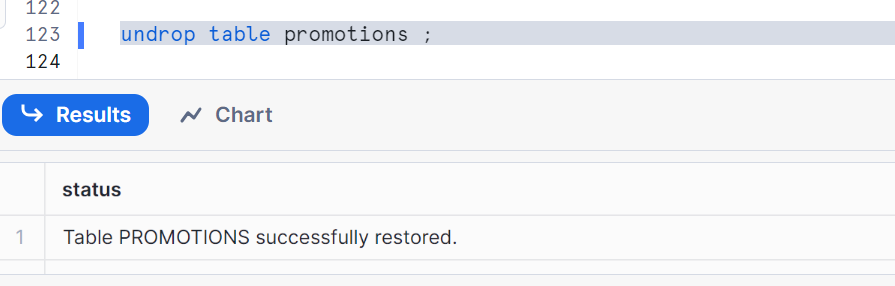 122
123 undrop table promotions ;
124
Results Chart
status
1 Table PROMOTIONS successfully restored.